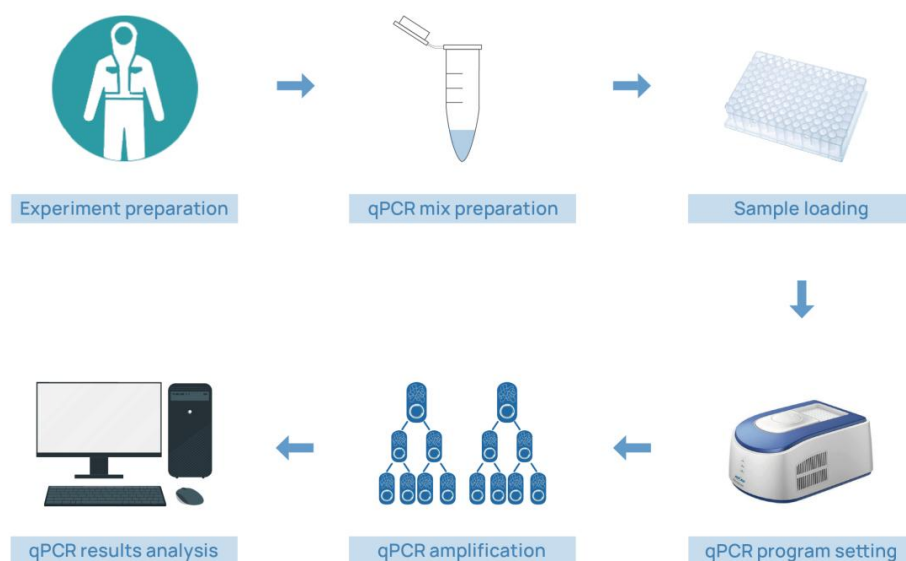 Experiment preparation
qPCR mix preparation
Sample loading
qPCR program setting
qPCR amplification
qPCR results analysis